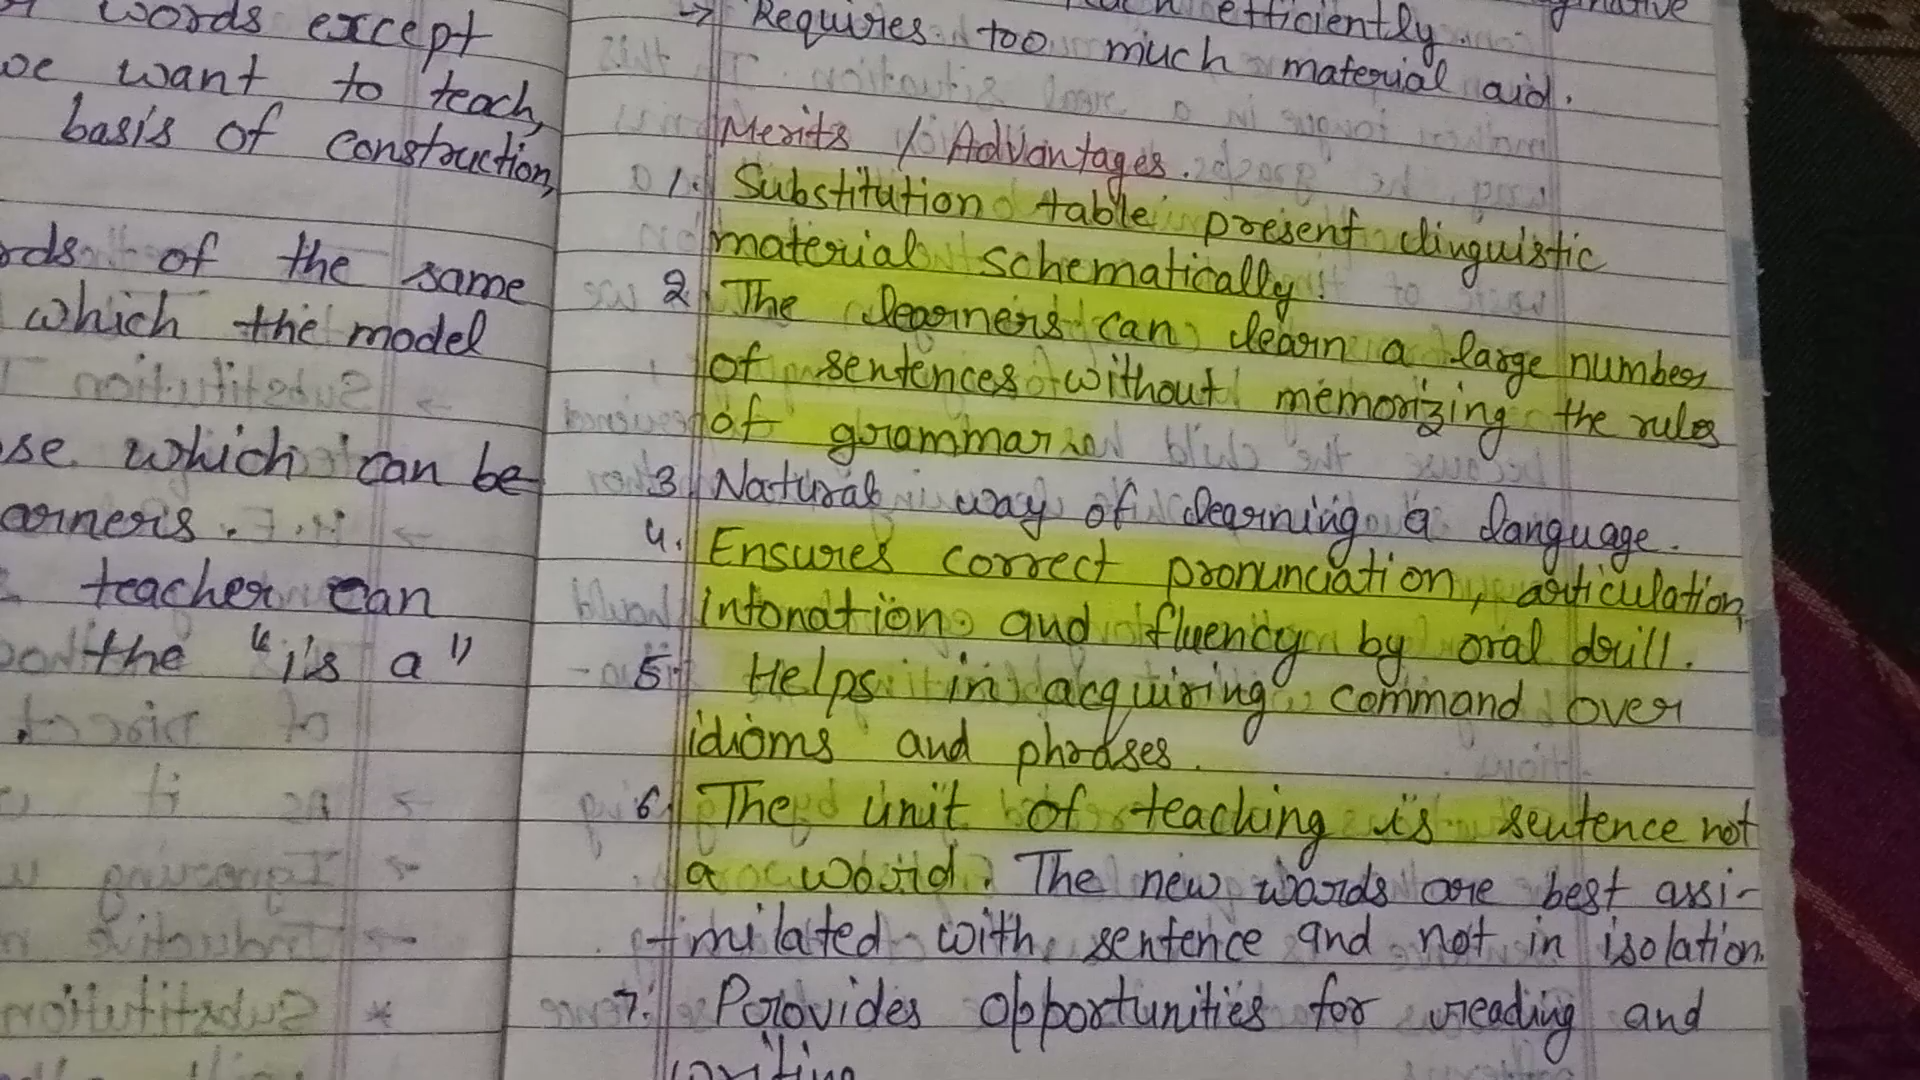 words except
we want to teach,
basis of construction,
of the same
which the model
which can be
teacher can
the "is a"
efficiently.
→ Requires too much material aid.
Merits / Advantages.
1. Substitution table present linguistic
material schematically.
2. The learners can learn a large number
of sentences without memorizing the rules
of grammar
3 Natural way of learning a language.
4. Ensures correct pronunciation, articulation,
intonation and fluency by oral drill.
5. Helps in acquiring command over
idioms and phrases.
6. The unit of teaching is sentence not
a word. The new words are best assi-
-milated with sentence and not in isolation.
7. Provides opportunities for reading and
writing